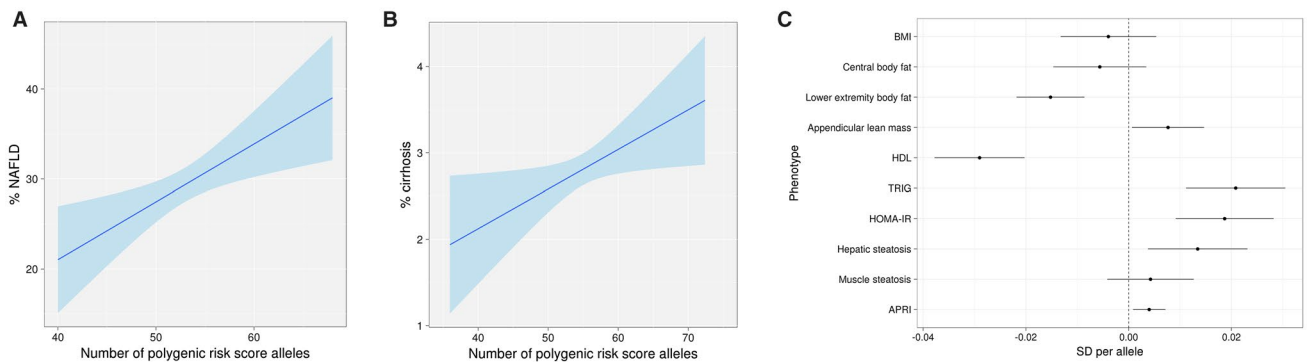 A
40
30
20
% NAFLD
40
50
60
Number of polygenic risk score alleles
B
4
3
2
1
% cirrhosis
40
50
60
70
Number of polygenic risk score alleles
C
Phenotype
BMI
Central body fat
Lower extremity body fat
Appendicular lean mass
HDL
TRIG
HOMA-IR
Hepatic steatosis
Muscle steatosis
APRI
-0.04
-0.02
0.00
0.02
SD per allele